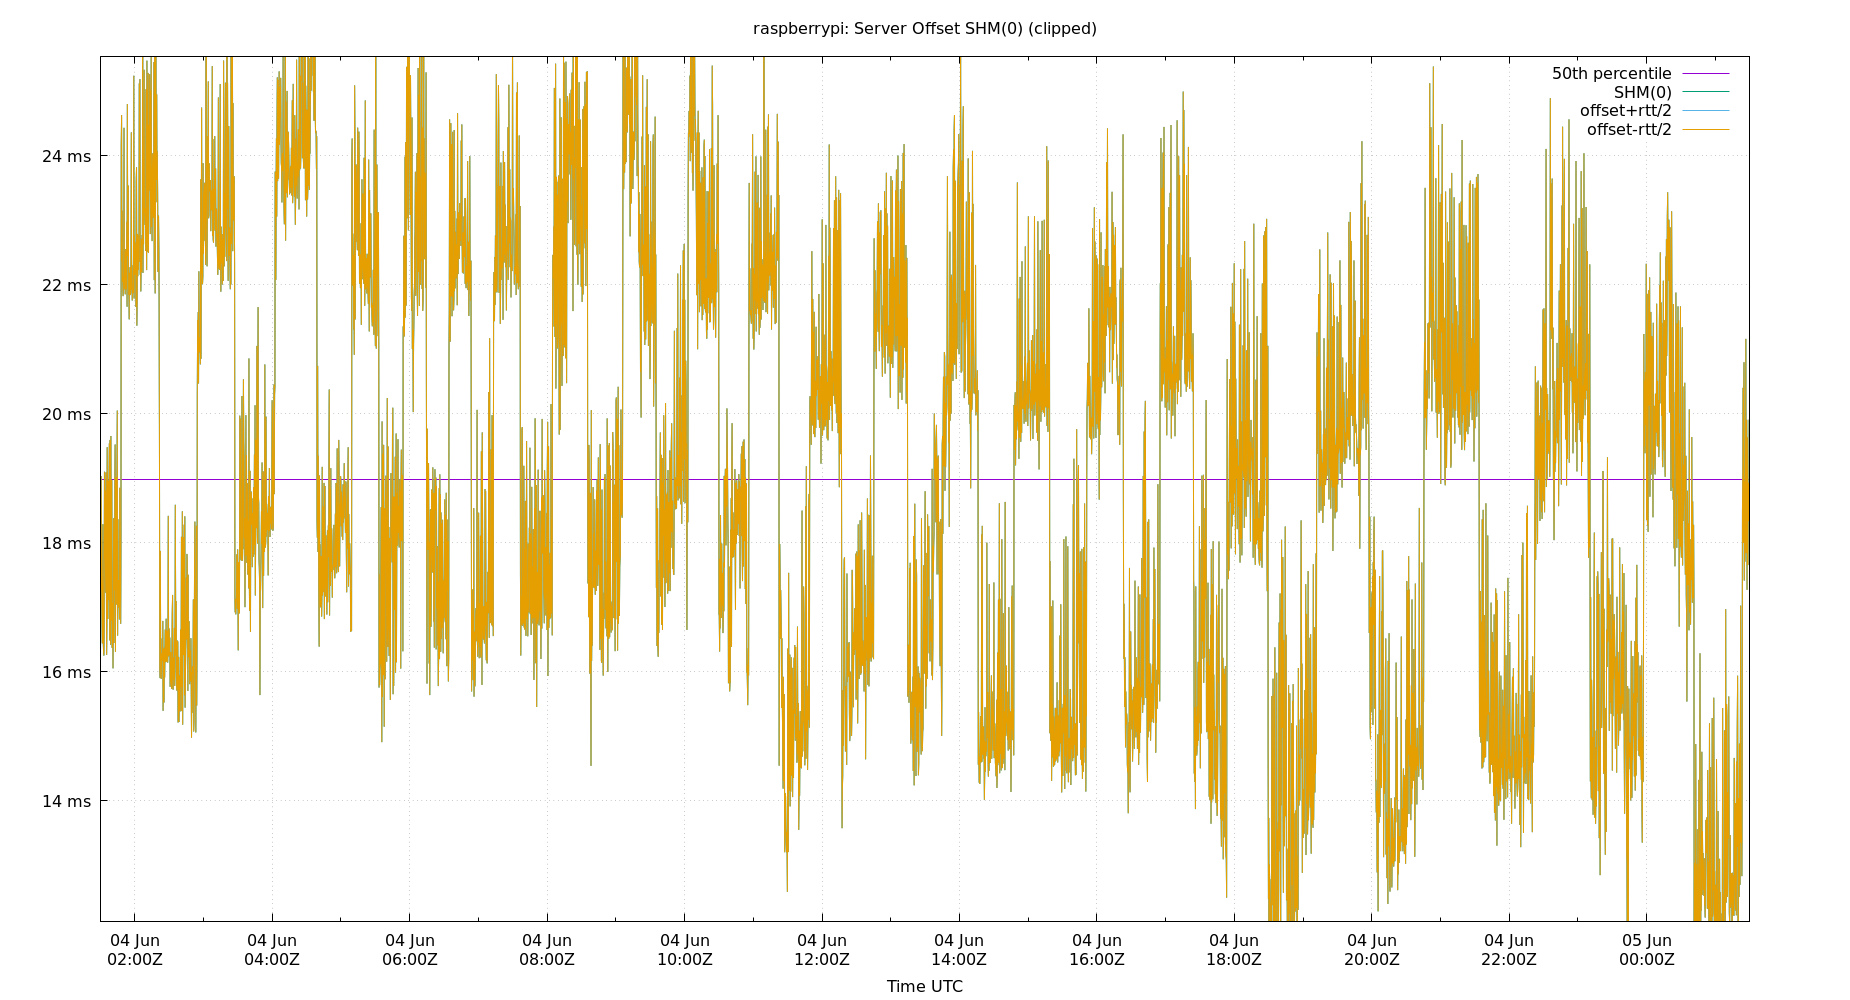 raspberrypi: Server Offset SHM(0) (clipped)
50th percentile
SHM(0)
offset+rtt/2
offset-rtt/2
24 ms
22 ms
20 ms
18 ms
16 ms
14 ms
04 Jun 04 Jun 04 Jun 04 Jun 04 Jun 04 Jun 04 Jun 04 Jun 04 Jun 04 Jun 04 Jun 05 Jun
02:00Z 04:00Z 06:00Z 08:00Z 10:00Z 12:00Z 14:00Z 16:00Z 18:00Z 20:00Z 22:00Z 00:00Z
Time UTC